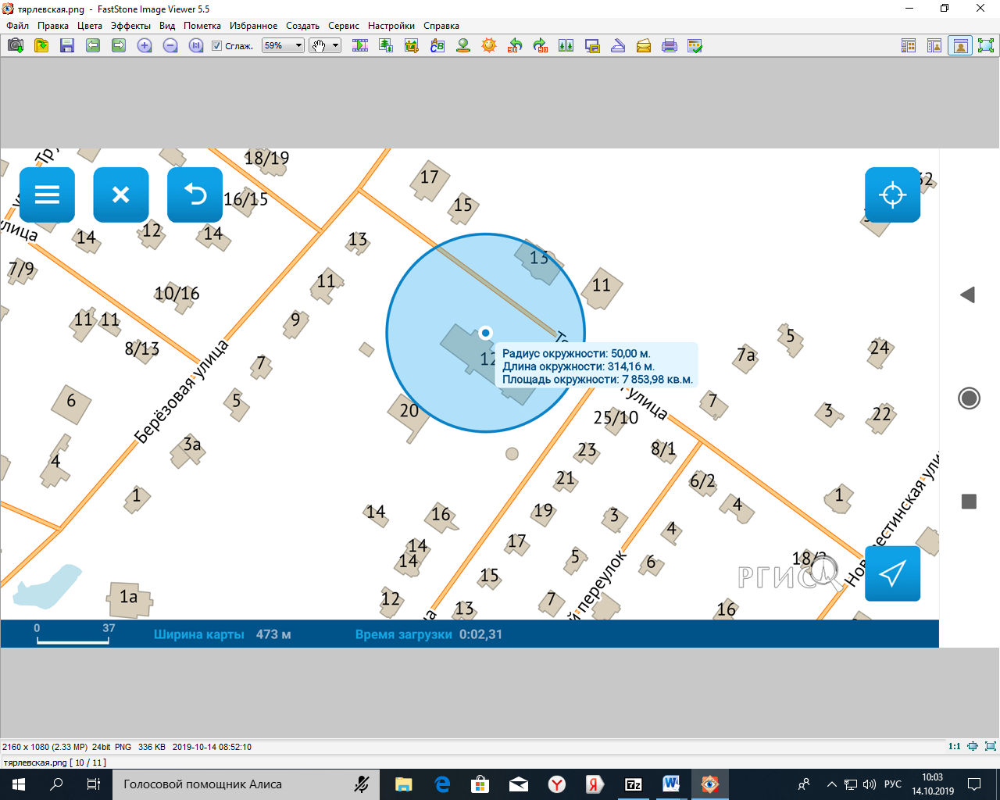 тярлевская.png - FastStone Image Viewer 5.5
Файл Правка Цвета Эффекты Вид Пометка Избранное Создать Сервис Настройки Справка
Сглаж. 59%
18/19
17
16/15
15
32
улица
14
12
14
13
13
7/9
11
11
10/16
11
11
9
8/13
5
24
7а
7
Берёзовая улица
12
Радиус окружности: 50,00 м.
Длина окружности: 314,16 м.
Площадь окружности: 7 853,98 кв.м.
6
5
20
улица
25/10
7
3
22
3а
4
23
8/1
21
6/2
1
1
14
16
19
3
4
4
Новестинская ули
14
14
17
5
6
18/2
15
РГИС
й переулок
1а
12
13
7
16
0 37
Ширина карты 473 м
Время загрузки 0:02,31
2160 x 1080 (2.33 MP) 24bit PNG 336 KB 2019-10-14 08:52:10
1:1
тярлевская.png [ 10 / 11 ]
Голосовой помощник Алиса
РУС
10:03
14.10.2019